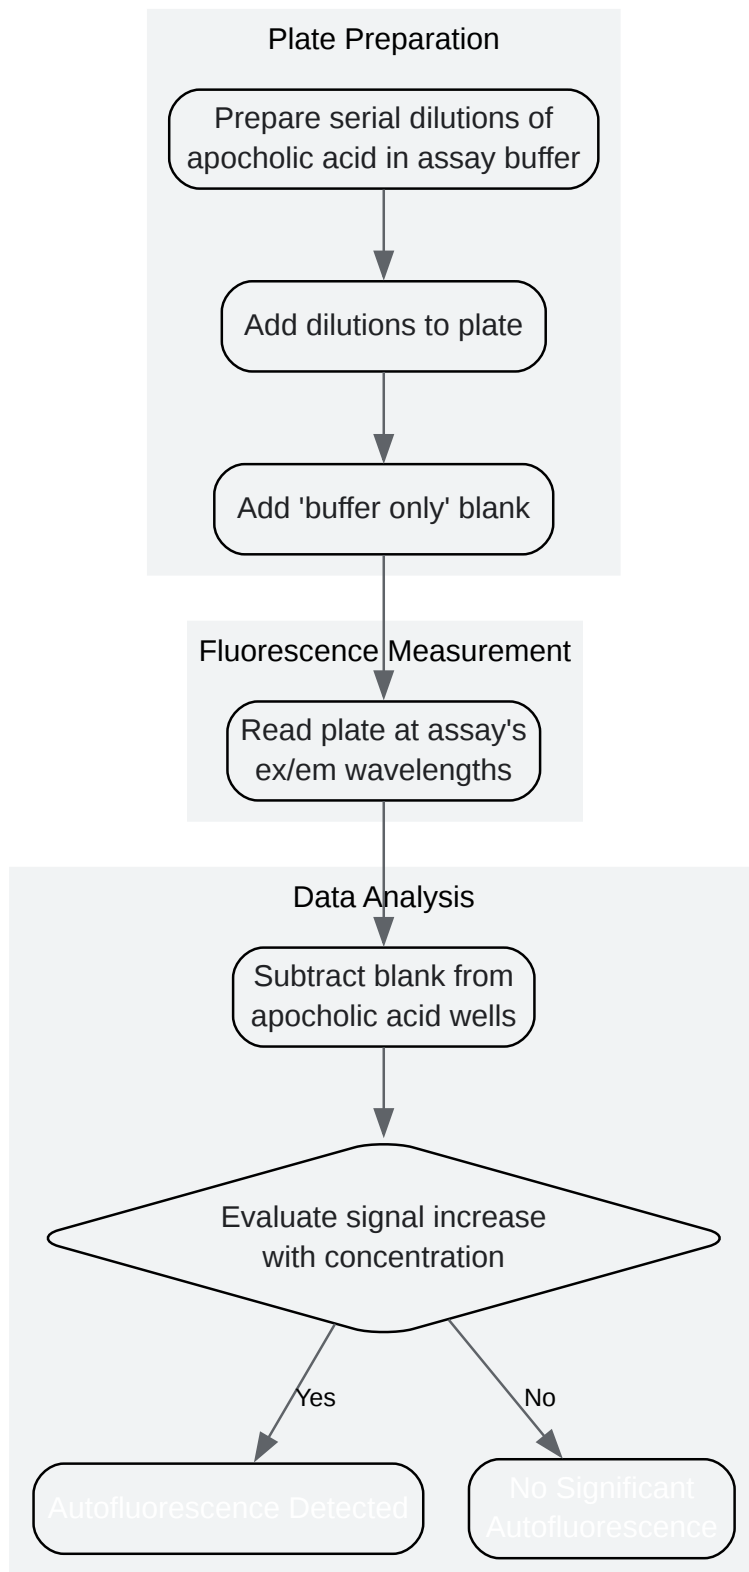 Plate Preparation
Prepare serial dilutions of
apocholic acid in assay buffer
Add dilutions to plate
Add 'buffer only' blank
Fluorescence Measurement
Read plate at assay's
ex/em wavelengths
Data Analysis
Subtract blank from
apocholic acid wells
Evaluate signal increase
with concentration
Yes
No
Autofluorescence Detected
No Significant
Autofluorescence